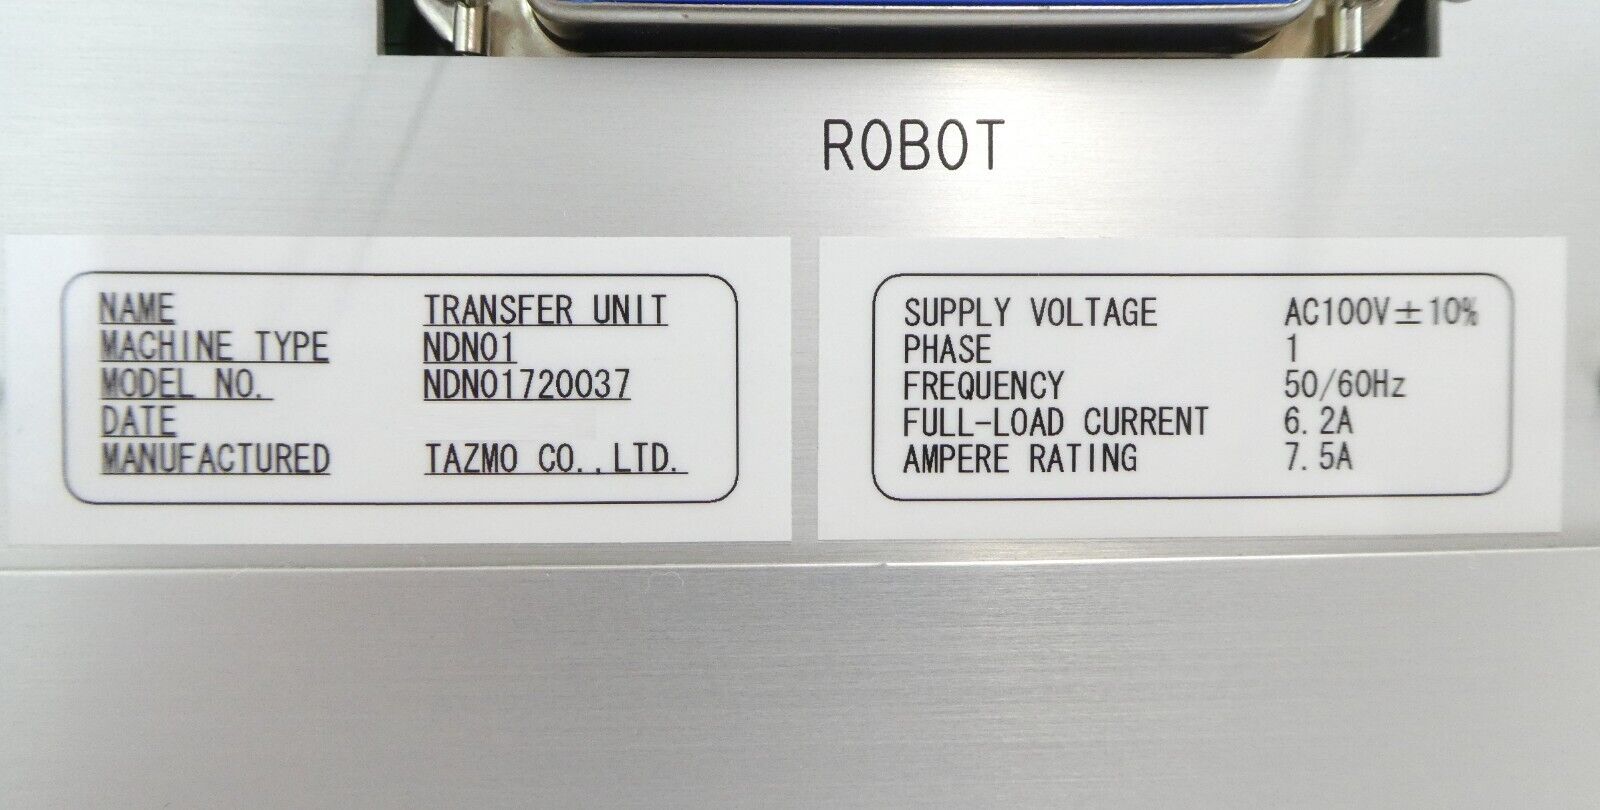 ROBOT
NAME TRANSFER UNIT
MACHINE TYPE NDN01
MODEL NO. NDN01720037
DATE
MANUFACTURED TAZMO CO.,LTD.
SUPPLY VOLTAGE AC100V±10%
PHASE 1
FREQUENCY 50/60Hz
FULL-LOAD CURRENT 6.2A
AMPERE RATING 7.5A